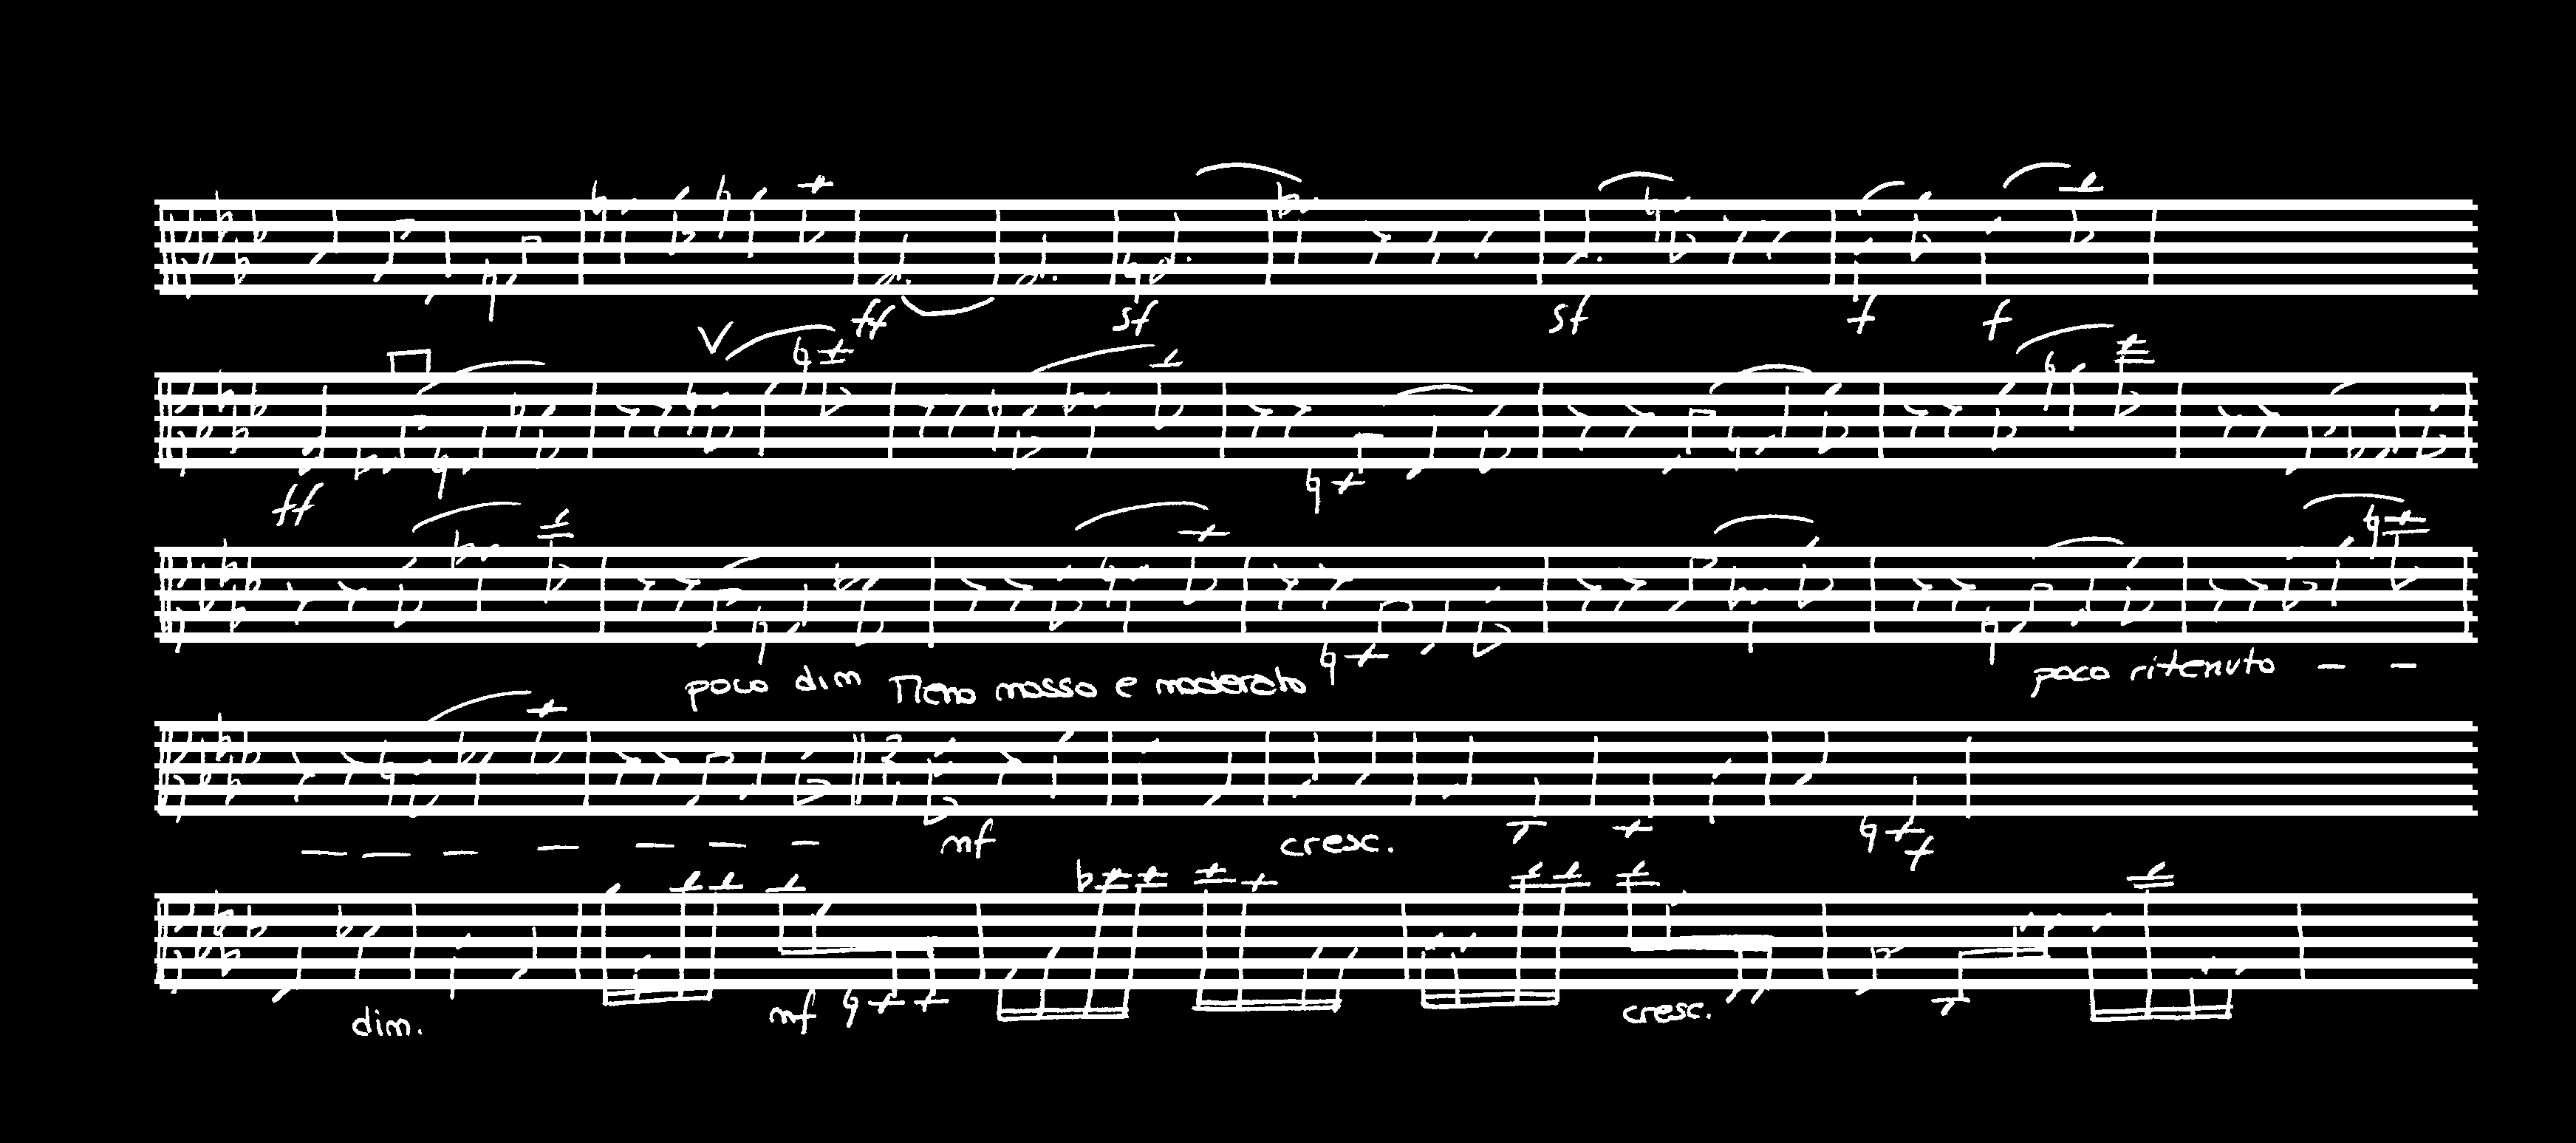 ff sf sf f f
ff
poco dim Meno mosso e moderato poco ritenuto - -
- - - - - - - mf cresc. f
dim. mf cresc.